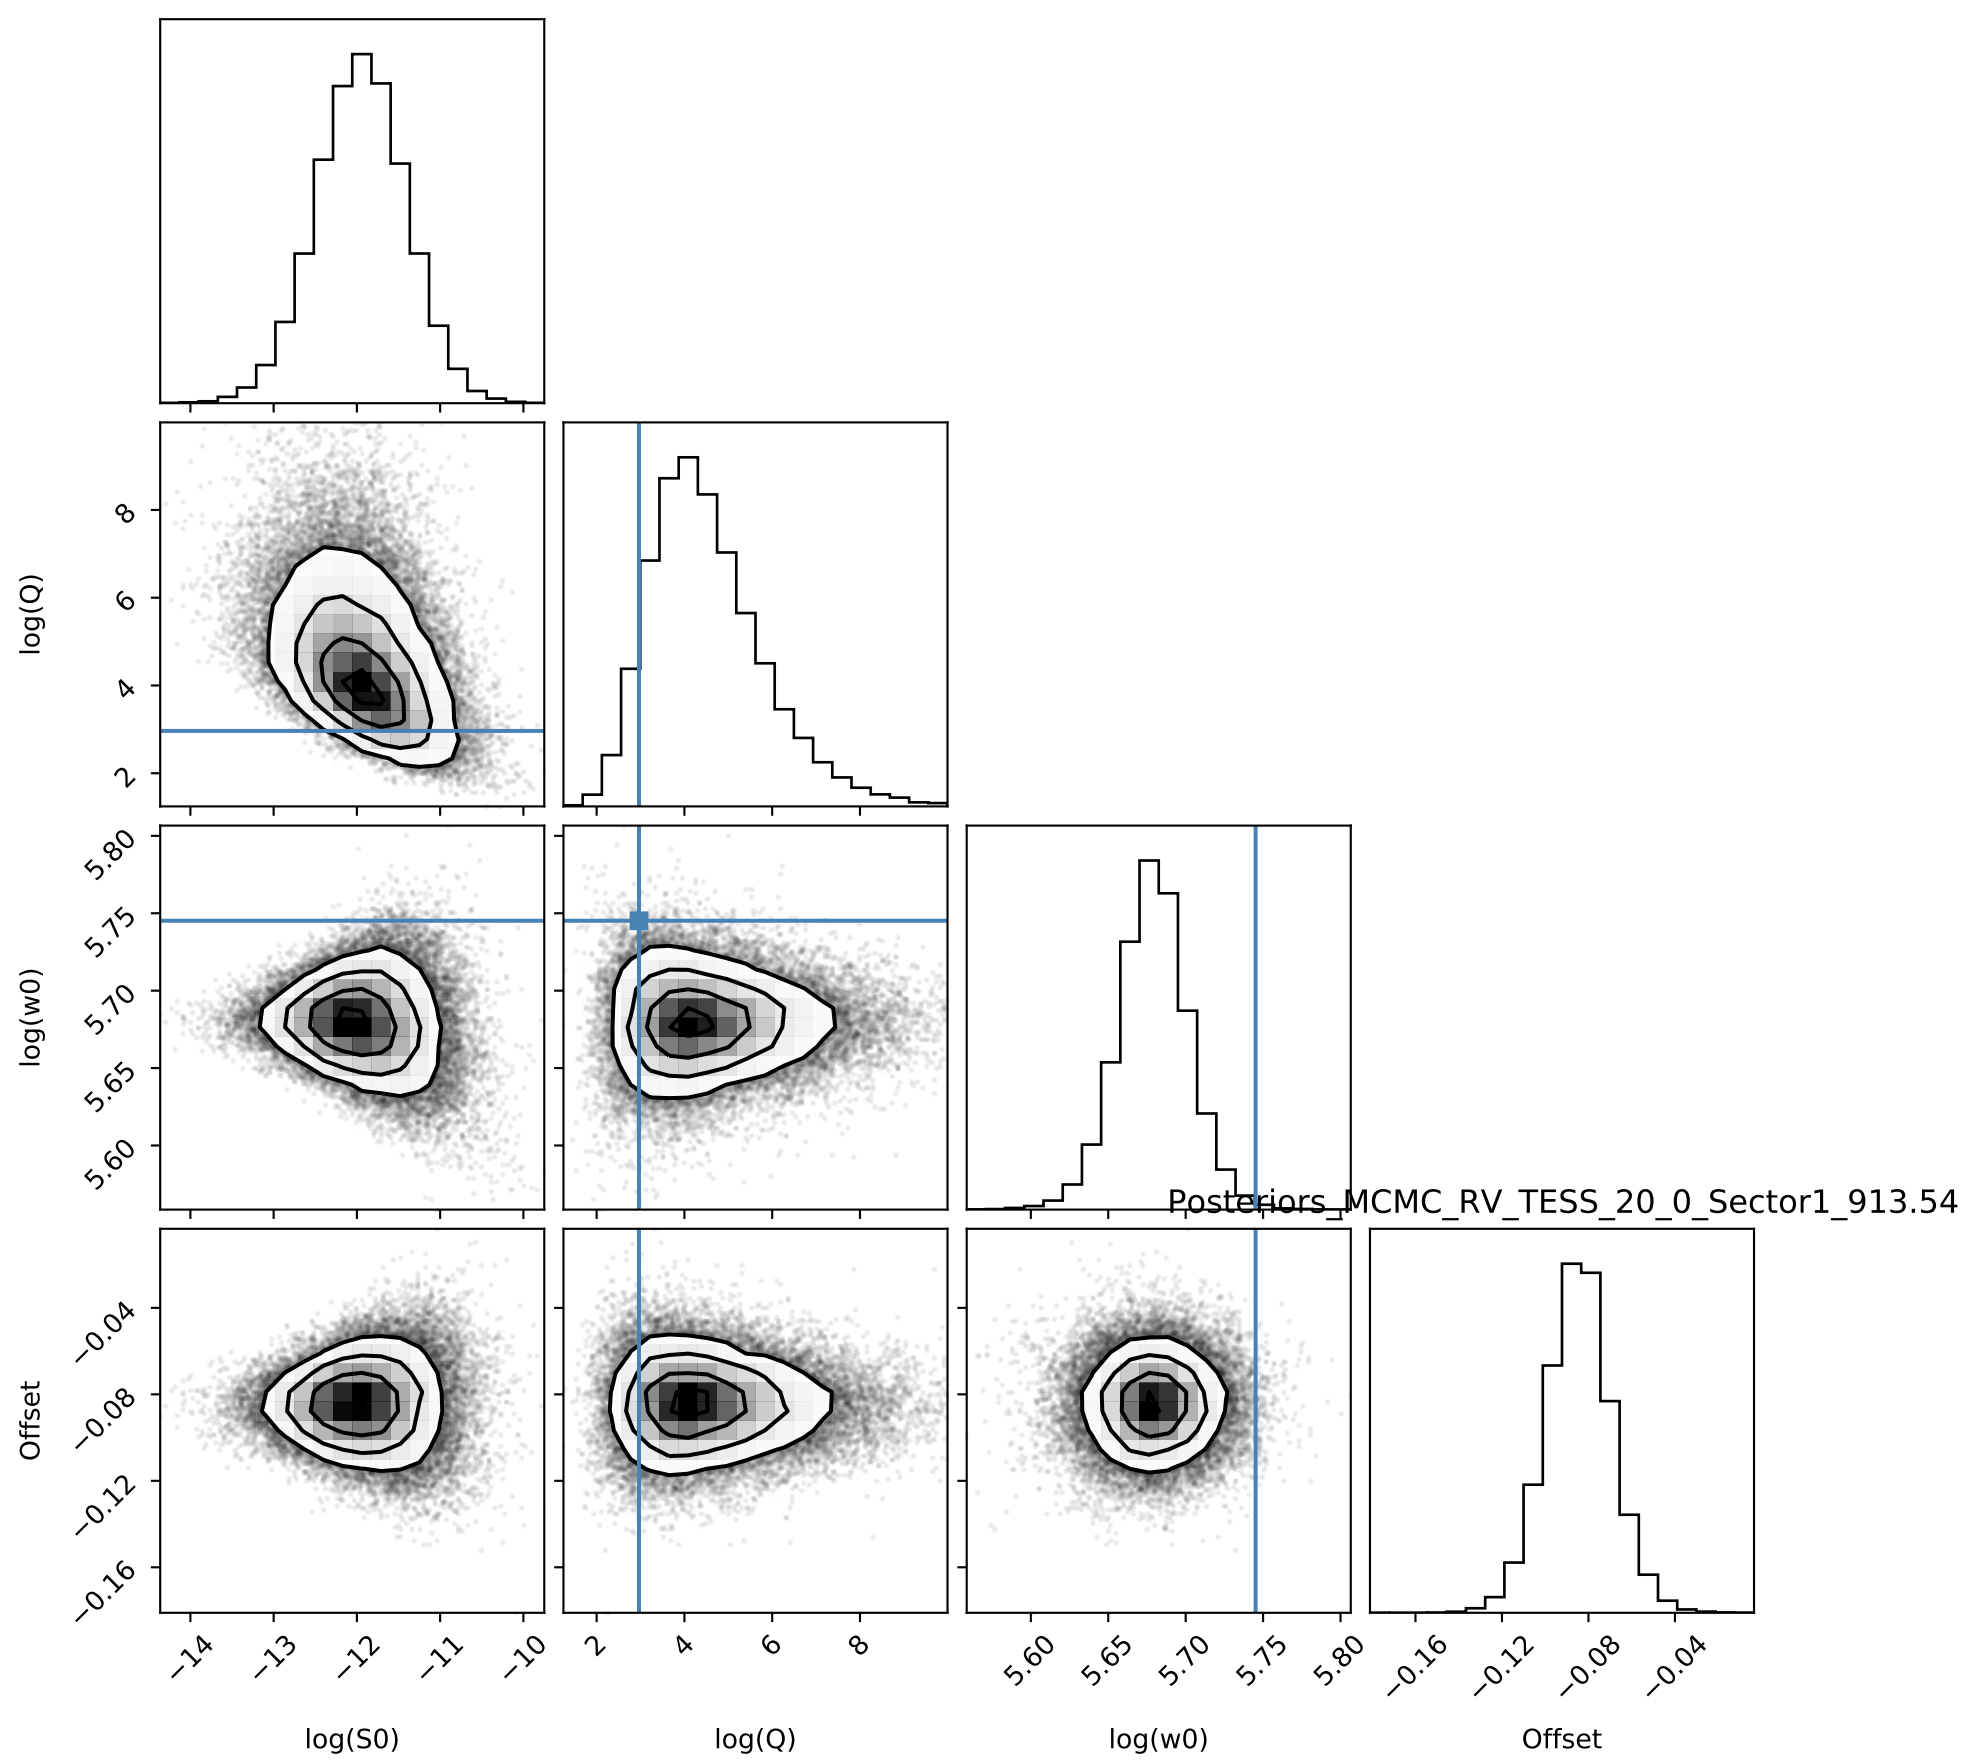 8
6
4
2
log(Q)
5.80
5.75
5.70
5.65
5.60
log(w0)
Posteriors_MCMC_RV_TESS_20_0_Sector1_913.54
−0.04
−0.08
−0.12
−0.16
Offset
−14 −13 −12 −11 −10 2 4 6 8 5.60 5.65 5.70 5.75 5.80 −0.16 −0.12 −0.08 −0.04
log(S0) log(Q) log(w0) Offset